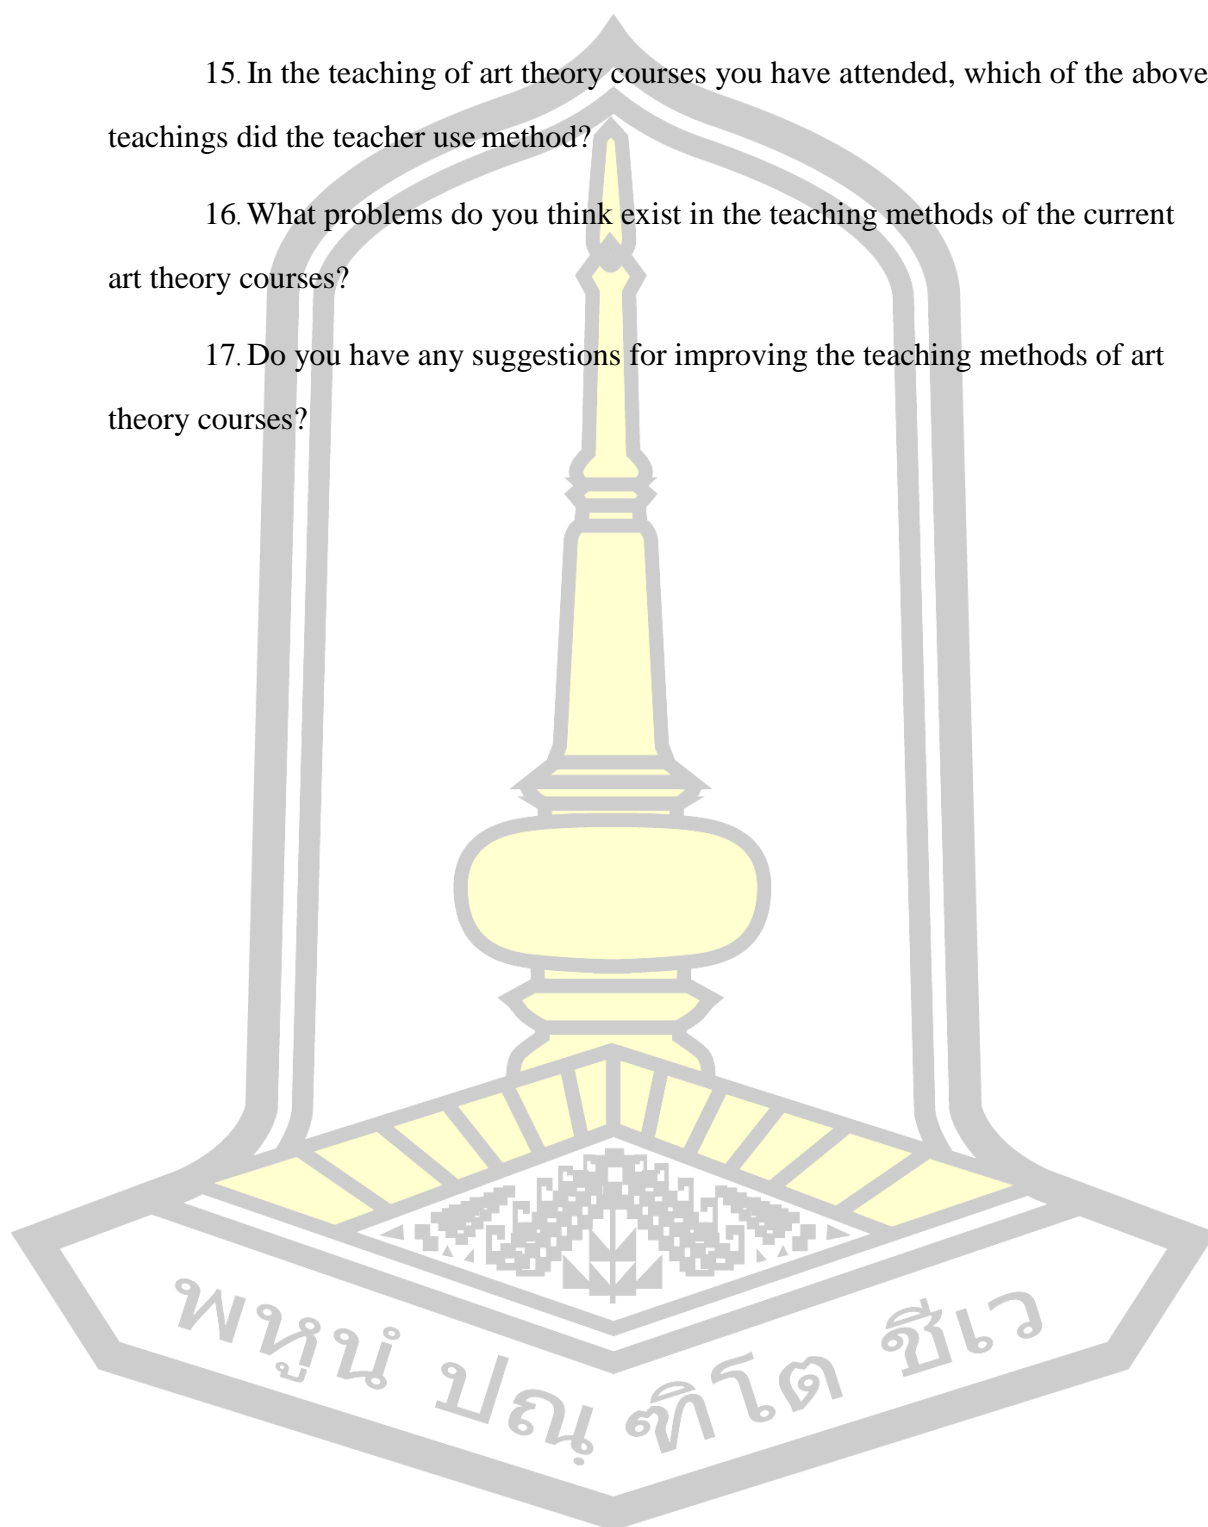 15. In the teaching of art theory courses you have attended, which of the above
teachings did the teacher use method?
16. What problems do you think exist in the teaching methods of the current
art theory courses?
17. Do you have any suggestions for improving the teaching methods of art
theory courses?
พหูนํ ปณฺฑิโต ชีเว